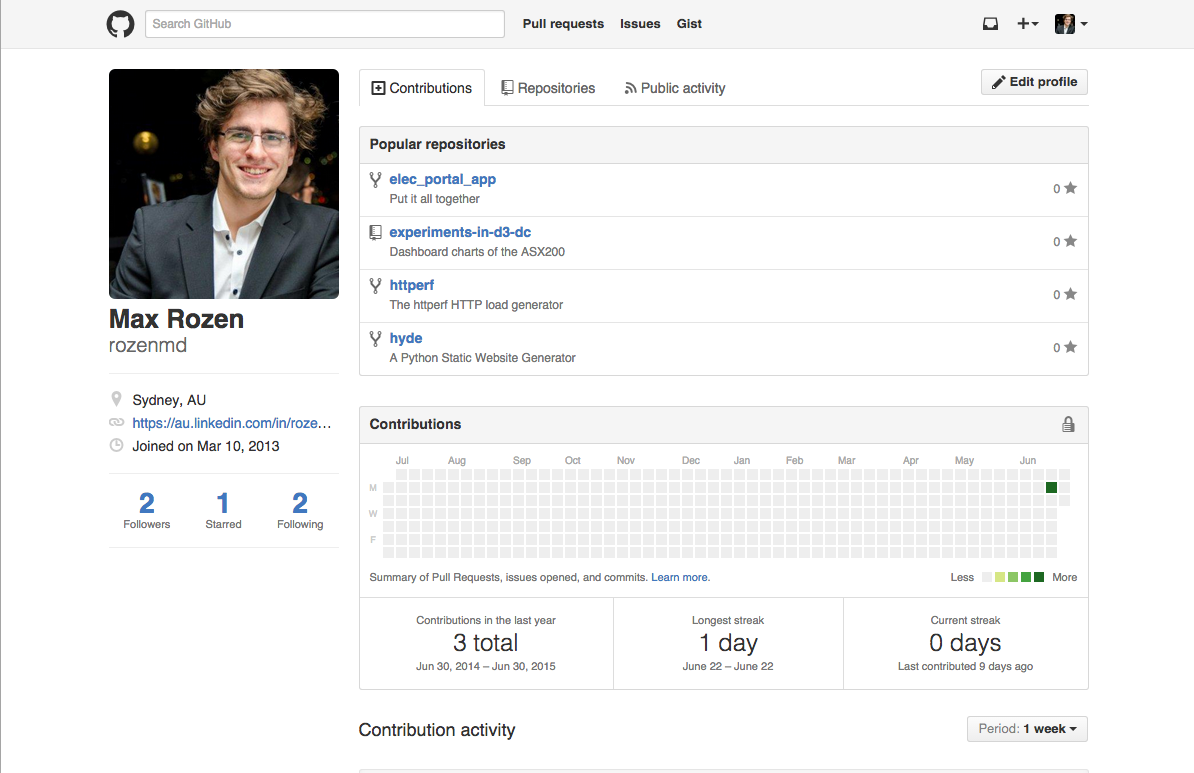 Search GitHub
Pull requests Issues Gist
Contributions Repositories Public activity
Edit profile
Max Rozen
rozenmd
Sydney, AU
https://au.linkedin.com/in/roze…
Joined on Mar 10, 2013
2 1 2
Followers Starred Following
Popular repositories
elec_portal_app
Put it all together
0
experiments-in-d3-dc
Dashboard charts of the ASX200
0
httperf
The httperf HTTP load generator
0
hyde
A Python Static Website Generator
0
Contributions
Jul Aug Sep Oct Nov Dec Jan Feb Mar Apr May Jun
M
W
F
Summary of Pull Requests, issues opened, and commits. Learn more.
Less More
Contributions in the last year
3 total
Jun 30, 2014 – Jun 30, 2015
Longest streak
1 day
June 22 – June 22
Current streak
0 days
Last contributed 9 days ago
Contribution activity
Period: 1 week